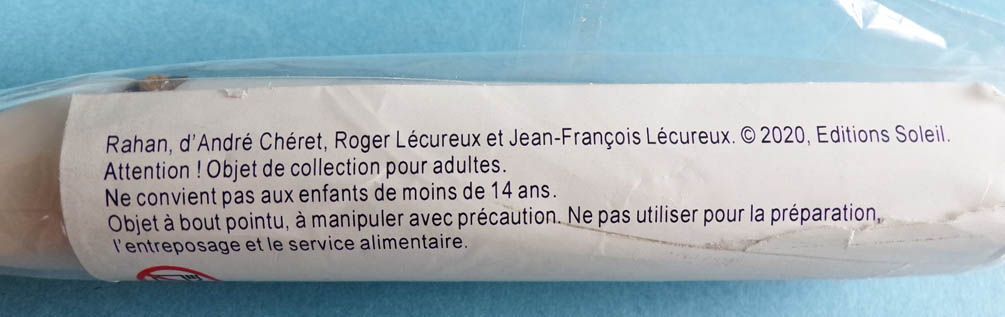 Rahan, d'André Chéret, Roger Lécureux et Jean-François Lécureux. © 2020, Editions Soleil.
Attention ! Objet de collection pour adultes.
Ne convient pas aux enfants de moins de 14 ans.
Objet à bout pointu, à manipuler avec précaution. Ne pas utiliser pour la préparation,
l'entreposage et le service alimentaire.